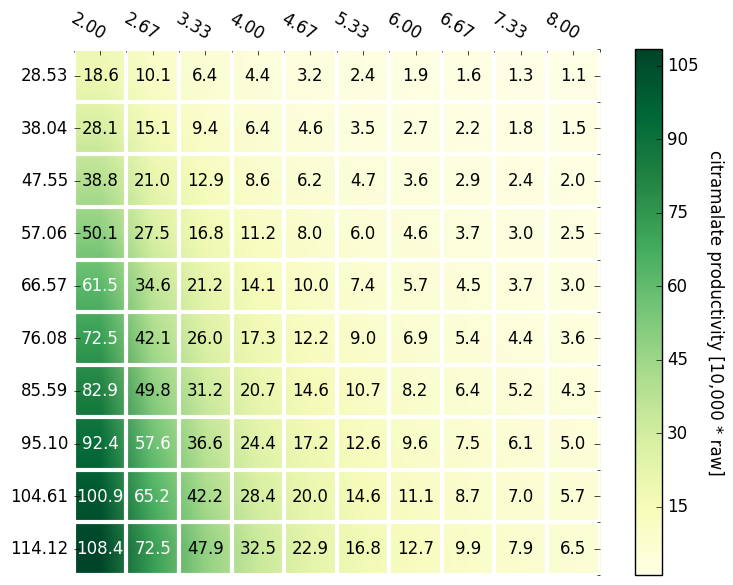 2.00 2.67 3.33 4.00 4.67 5.33 6.00 6.67 7.33 8.00
28.53 18.6 10.1 6.4 4.4 3.2 2.4 1.9 1.6 1.3 1.1
38.04 28.1 15.1 9.4 6.4 4.6 3.5 2.7 2.2 1.8 1.5
47.55 38.8 21.0 12.9 8.6 6.2 4.7 3.6 2.9 2.4 2.0
57.06 50.1 27.5 16.8 11.2 8.0 6.0 4.6 3.7 3.0 2.5
66.57 61.5 34.6 21.2 14.1 10.0 7.4 5.7 4.5 3.7 3.0
76.08 72.5 42.1 26.0 17.3 12.2 9.0 6.9 5.4 4.4 3.6
85.59 82.9 49.8 31.2 20.7 14.6 10.7 8.2 6.4 5.2 4.3
95.10 92.4 57.6 36.6 24.4 17.2 12.6 9.6 7.5 6.1 5.0
104.61 100.9 65.2 42.2 28.4 20.0 14.6 11.1 8.7 7.0 5.7
114.12 108.4 72.5 47.9 32.5 22.9 16.8 12.7 9.9 7.9 6.5
105
90
75
60
45
30
15
citramalate productivity [10,000 * raw]